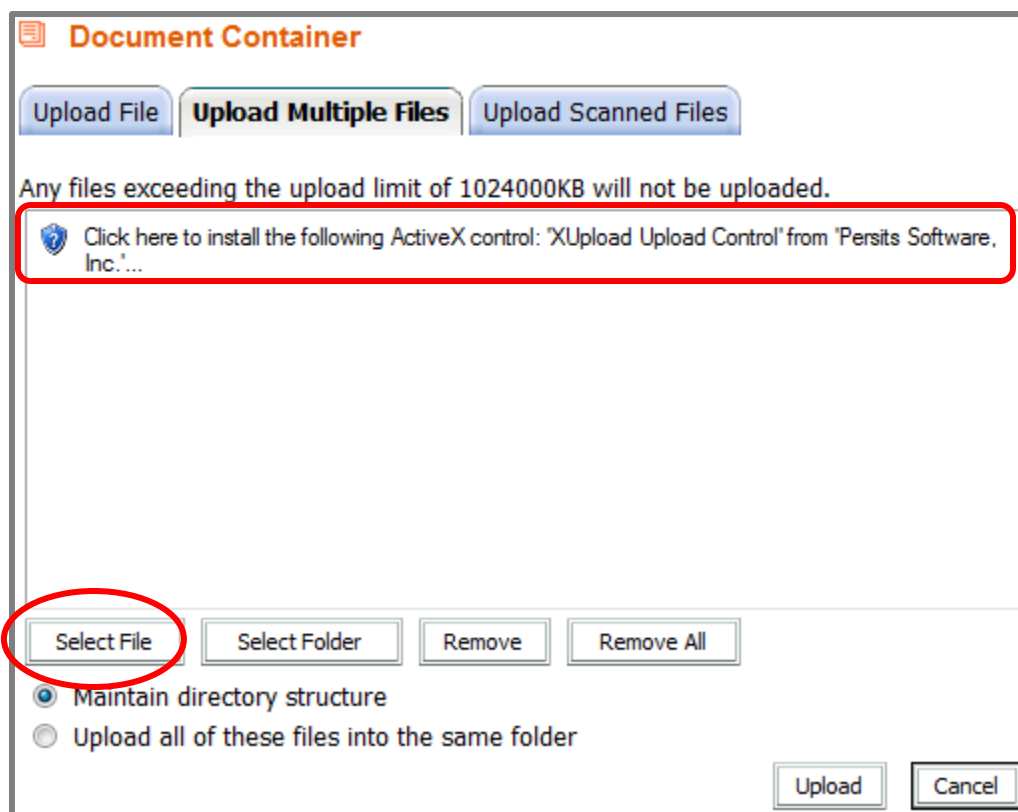 Document Container
Upload File Upload Multiple Files Upload Scanned Files
Any files exceeding the upload limit of 1024000KB will not be uploaded.
Click here to install the following ActiveX control: 'XUpload Upload Control' from 'Persits Software,
Inc.'...
Select File Select Folder Remove Remove All
Maintain directory structure
Upload all of these files into the same folder
Upload Cancel